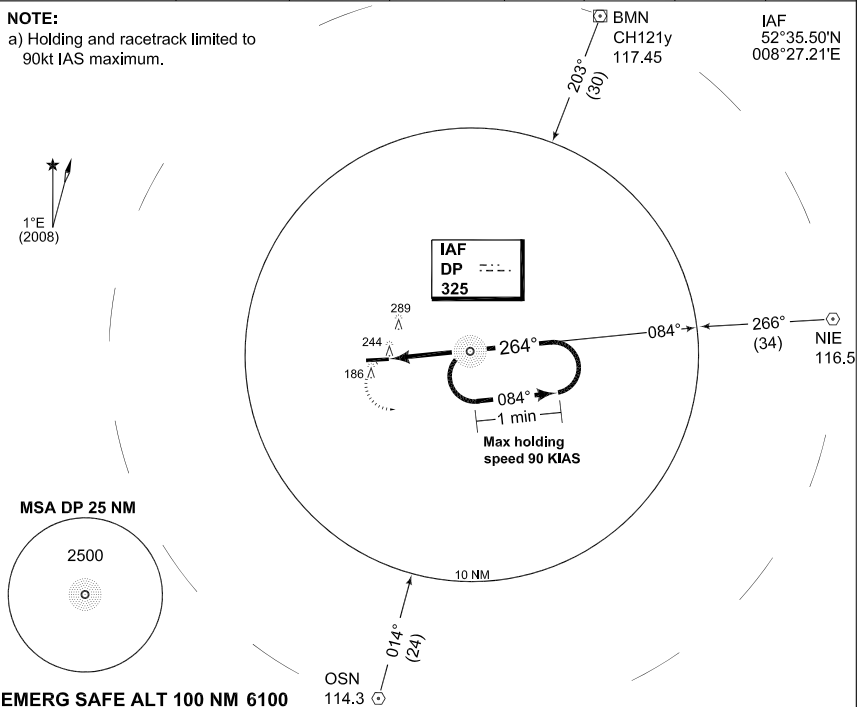 NOTE:
a) Holding and racetrack limited to
90kt IAS maximum.
BMN
CH121y
117.45
IAF
52°35.50'N
008°27.21'E
203°
(30)
1°E
(2008)
IAF
DP
325
289
244
186
264°
084°
266°
(34)
NIE
116.5
084°
1 min
Max holding
speed 90 KIAS
MSA DP 25 NM
2500
10 NM
014°
(24)
OSN
114.3
EMERG SAFE ALT 100 NM 6100